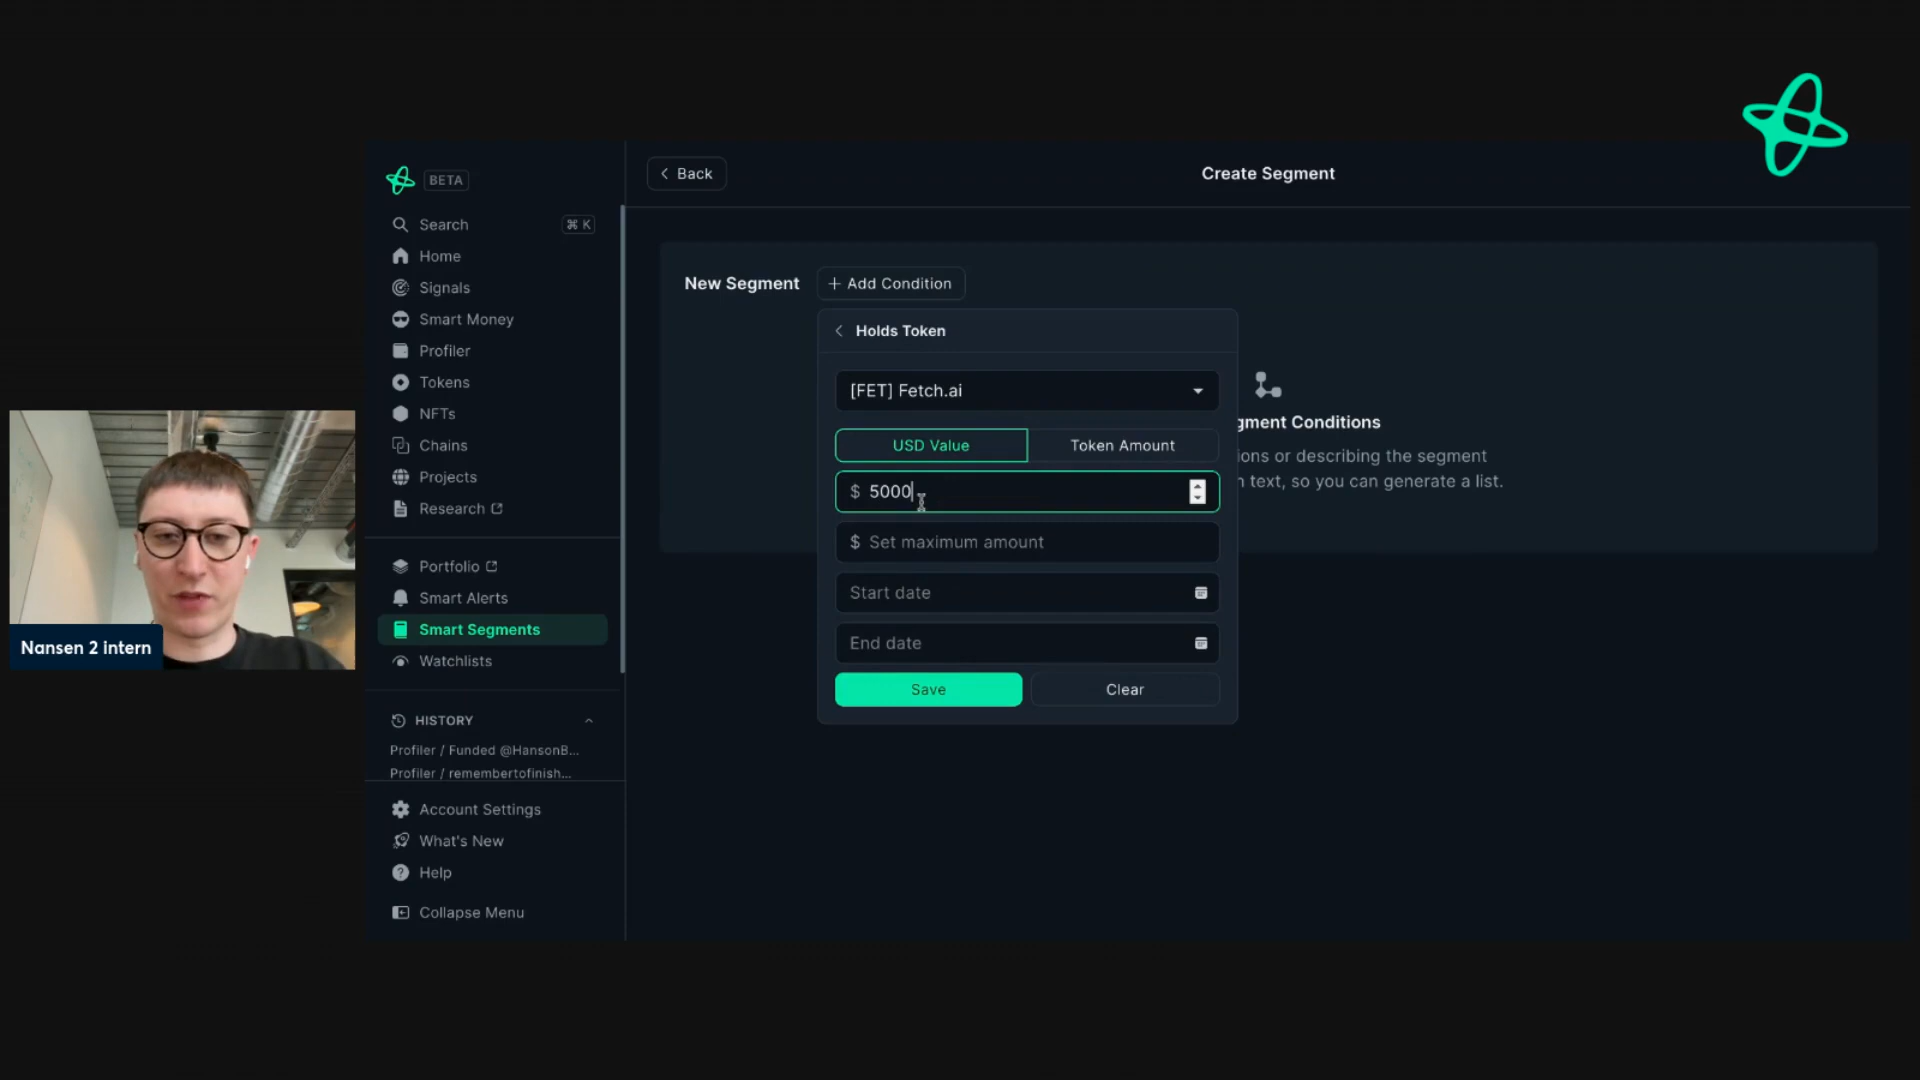 BETA
Search
⌘ K
Home
Signals
Smart Money
Profiler
Tokens
NFTs
Chains
Projects
Research
Portfolio
Smart Alerts
Smart Segments
Watchlists
HISTORY
Profiler / Funded @HansonB...
Profiler / remembertofinish...
Account Settings
What's New
Help
Collapse Menu
Nansen 2 intern
Back
Create Segment
New Segment
+ Add Condition
Holds Token
[FET] Fetch.ai
USD Value
Token Amount
$ 5000
$ Set maximum amount
Start date
End date
Save
Clear
gment Conditions
ions or describing the segment
n text, so you can generate a list.